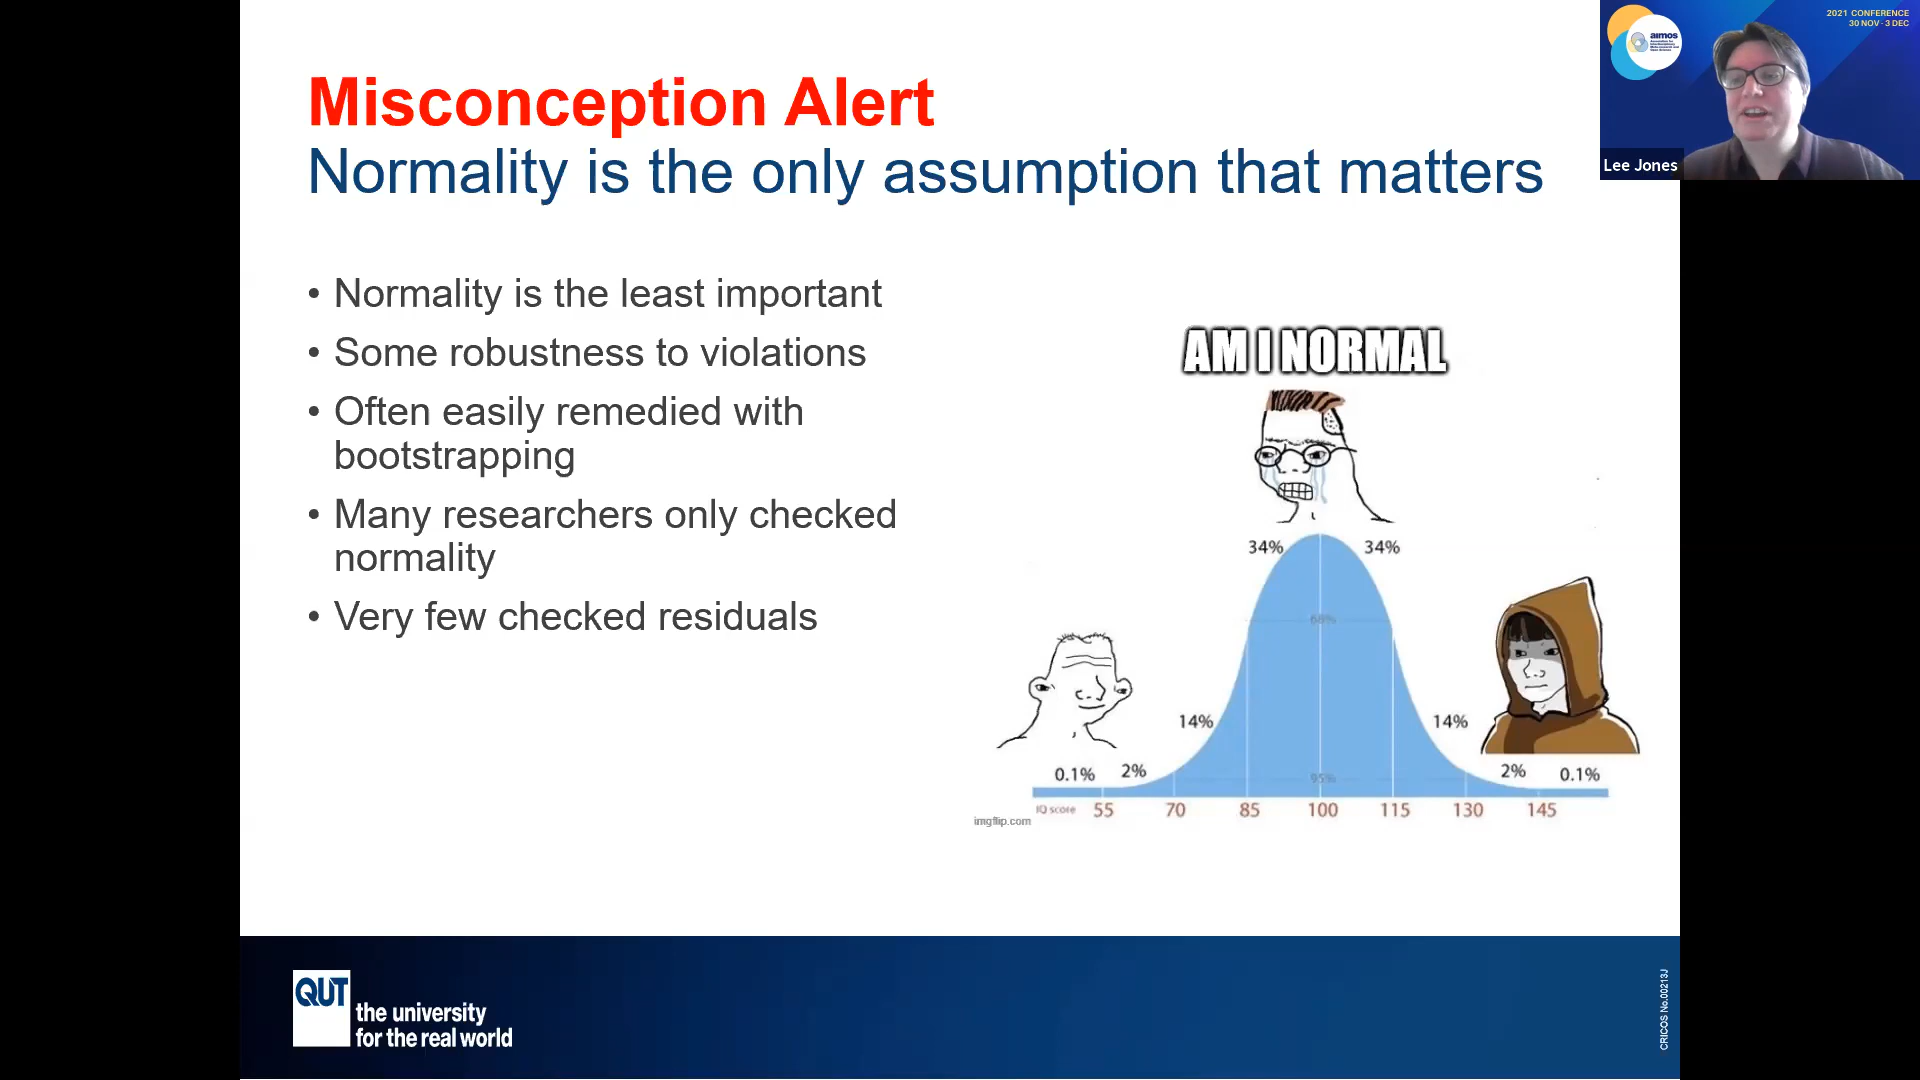 Misconception Alert
Normality is the only assumption that matters
• Normality is the least important
• Some robustness to violations
• Often easily remedied with
bootstrapping
• Many researchers only checked
normality
• Very few checked residuals
AM I NORMAL
34%
34%
68%
14%
14%
0.1%
2%
95%
2%
0.1%
IQ score
55
70
85
100
115
130
145
imgflip.com
QUT
the university
for the real world
CRICOS No.00213J
2021 CONFERENCE
30 NOV - 3 DEC
aimos
Lee Jones